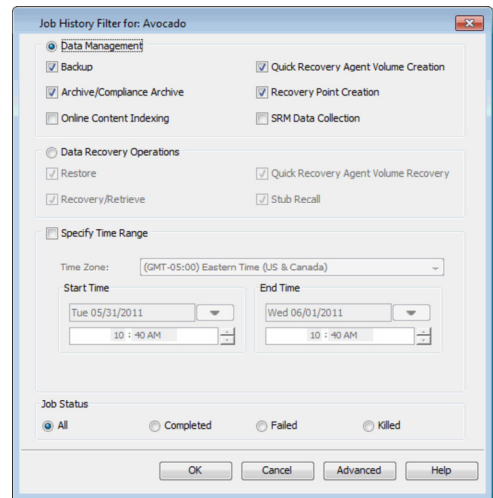 Job History Filter for: Avocado
Data Management
Backup
Quick Recovery Agent Volume Creation
Archive/Compliance Archive
Recovery Point Creation
Online Content Indexing
SRM Data Collection
Data Recovery Operations
Restore
Quick Recovery Agent Volume Recovery
Recovery/Retrieve
Stub Recall
Specify Time Range
Time Zone:
(GMT-05:00) Eastern Time (US & Canada)
Start Time
End Time
Tue 05/31/2011
Wed 06/01/2011
10 : 40 AM
10 : 40 AM
Job Status
All
Completed
Failed
Killed
OK
Cancel
Advanced
Help